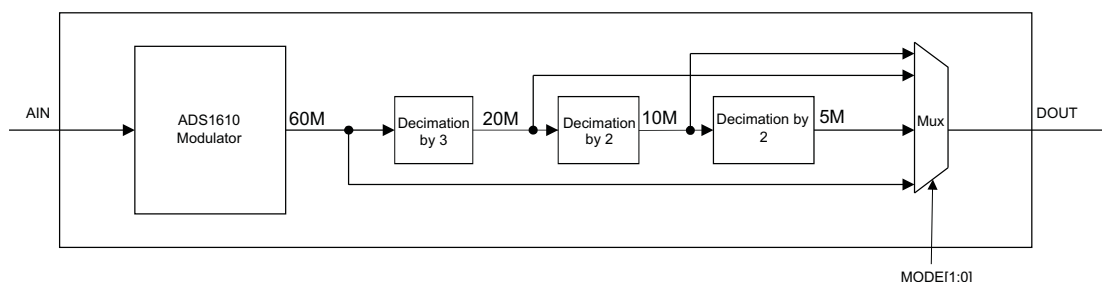 AIN
ADS1610
Modulator
60M
Decimation
by 3
20M
Decimation
by 2
10M
Decimation by
2
5M
Mux
DOUT
MODE[1:0]